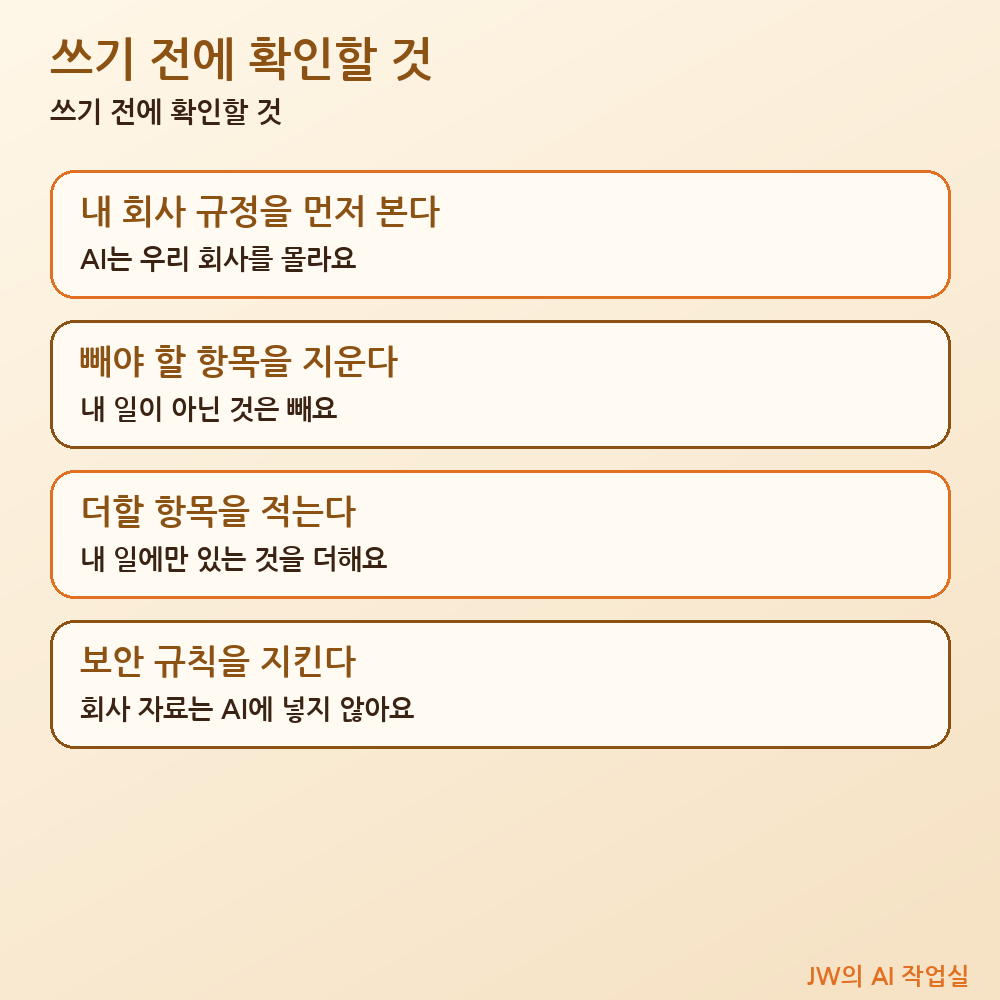 쓰기 전에 확인할 것
쓰기 전에 확인할 것
내 회사 규정을 먼저 본다
AI는 우리 회사를 몰라요
빼야 할 항목을 지운다
내 일이 아닌 것은 빼요
더할 항목을 적는다
내 일에만 있는 것을 더해요
보안 규칙을 지킨다
회사 자료는 AI에 넣지 않아요
JW의 AI 작업실